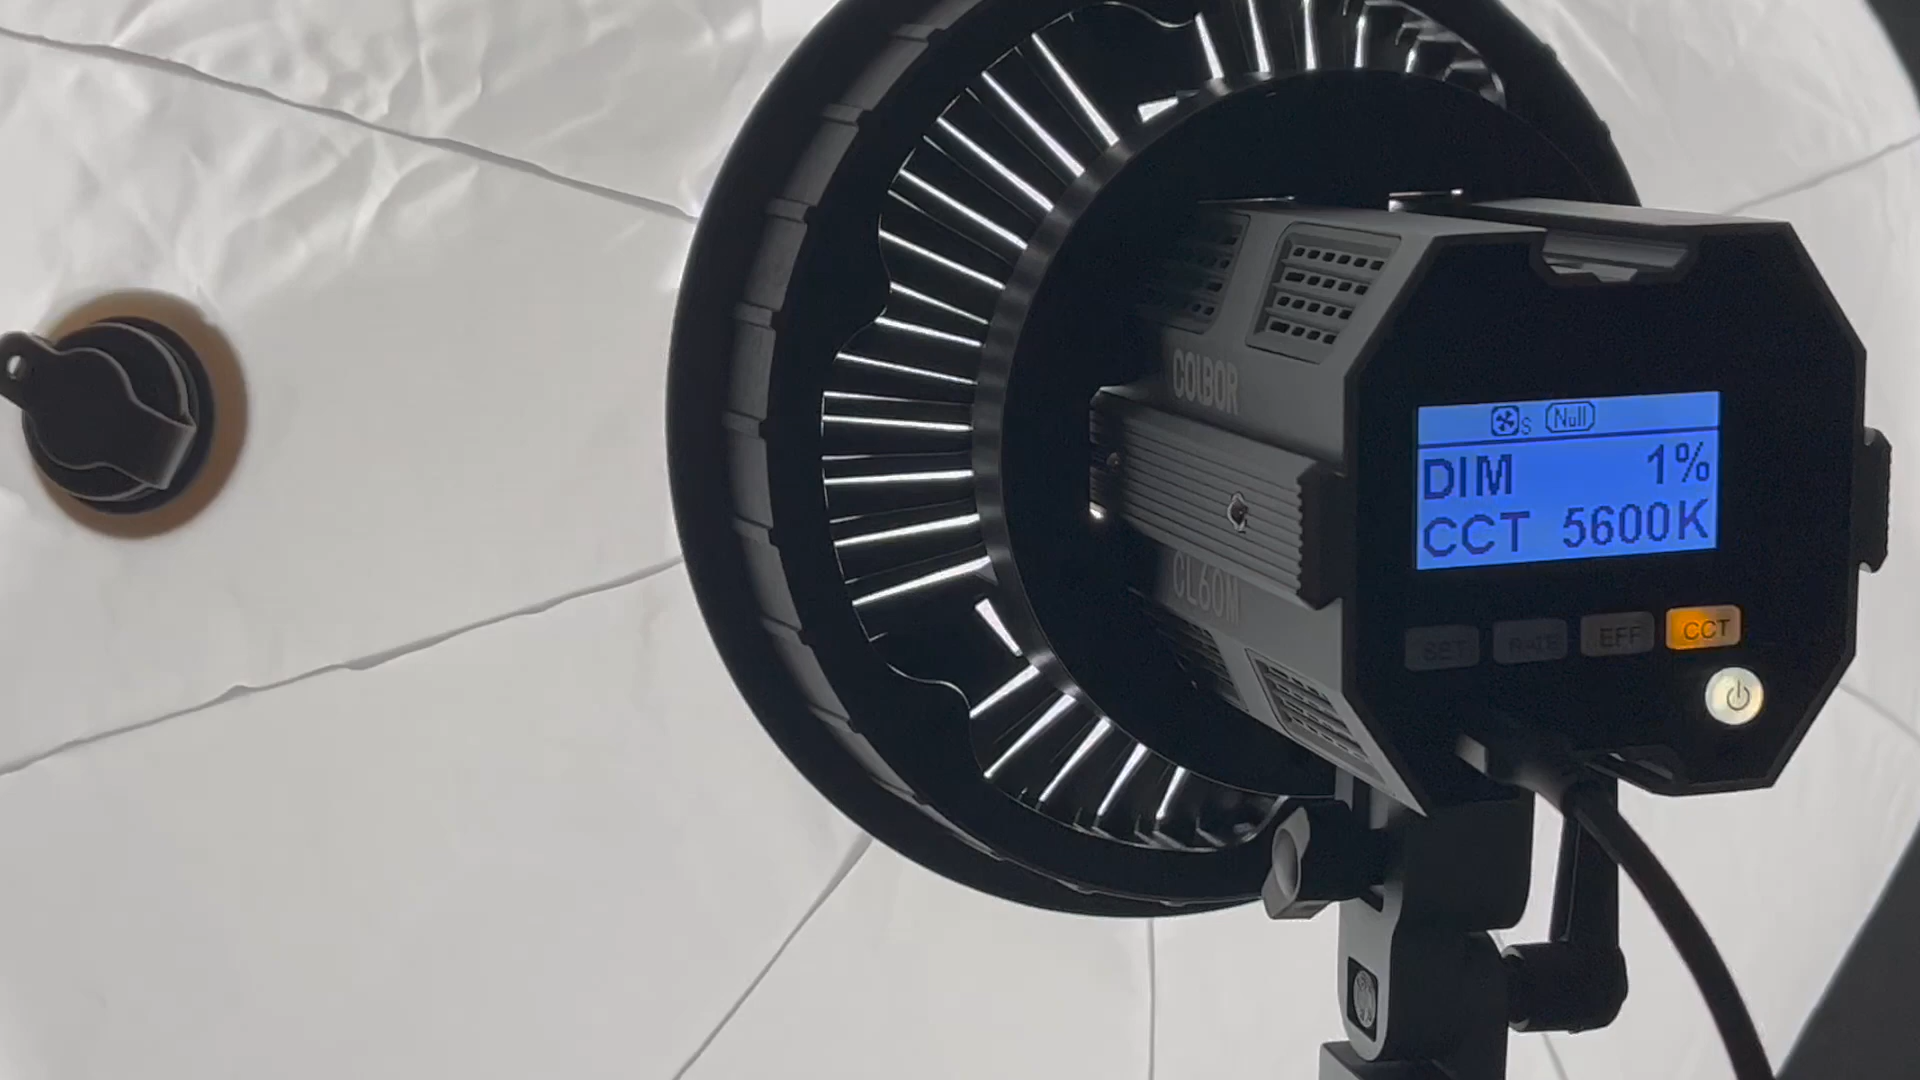 COLBOR
CL60M
S Null
DIM 1%
CCT 5600K
SET RATE EFF CCT